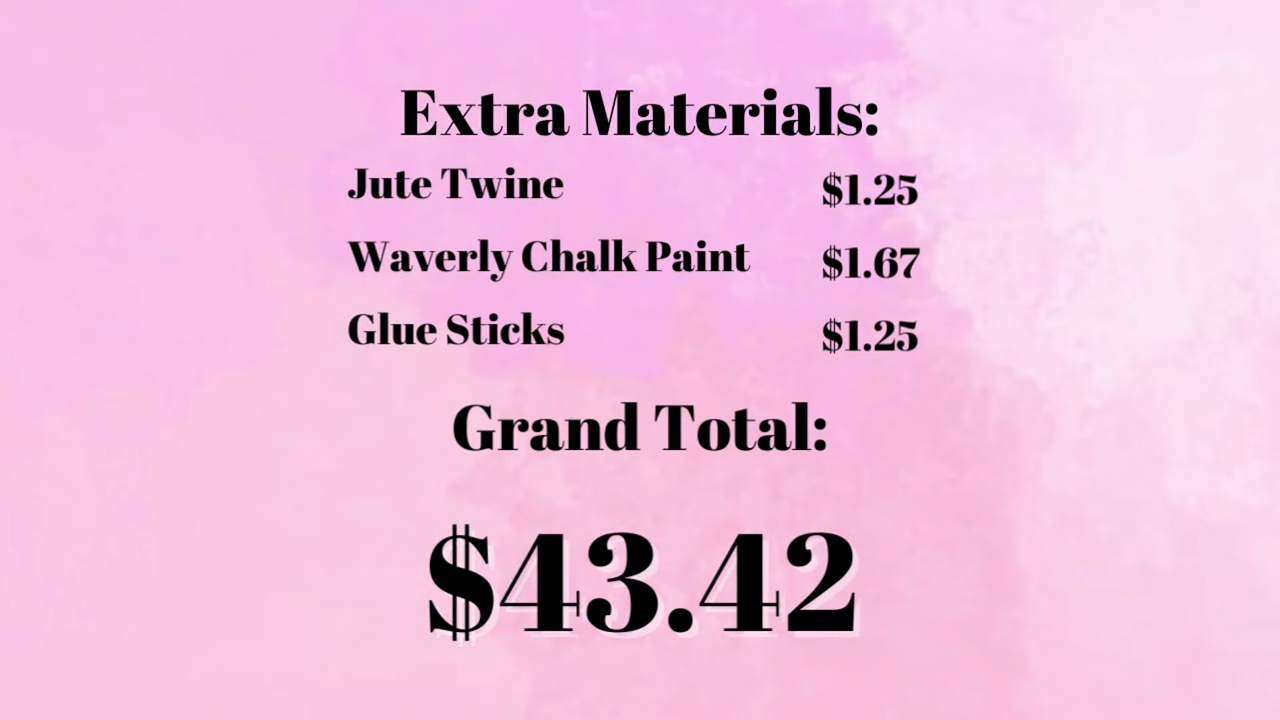 Extra Materials:
Jute Twine $1.25
Waverly Chalk Paint $1.67
Glue Sticks $1.25
Grand Total:
$43.42